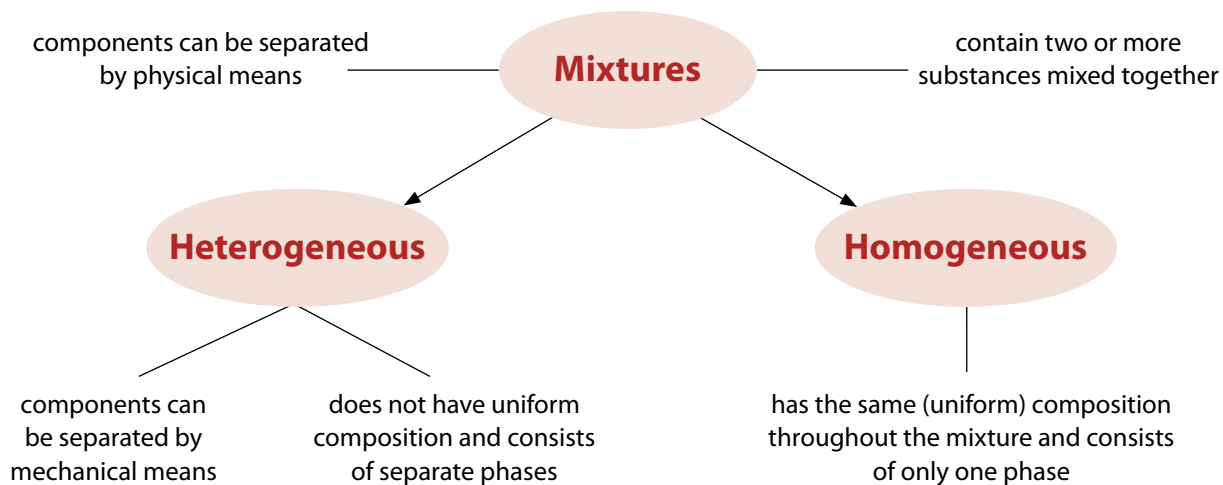 components can be separated
by physical means
Mixtures
contain two or more
substances mixed together
Heterogeneous
Homogeneous
components can
be separated by
mechanical means
does not have uniform
composition and consists
of separate phases
has the same (uniform) composition
throughout the mixture and consists
of only one phase